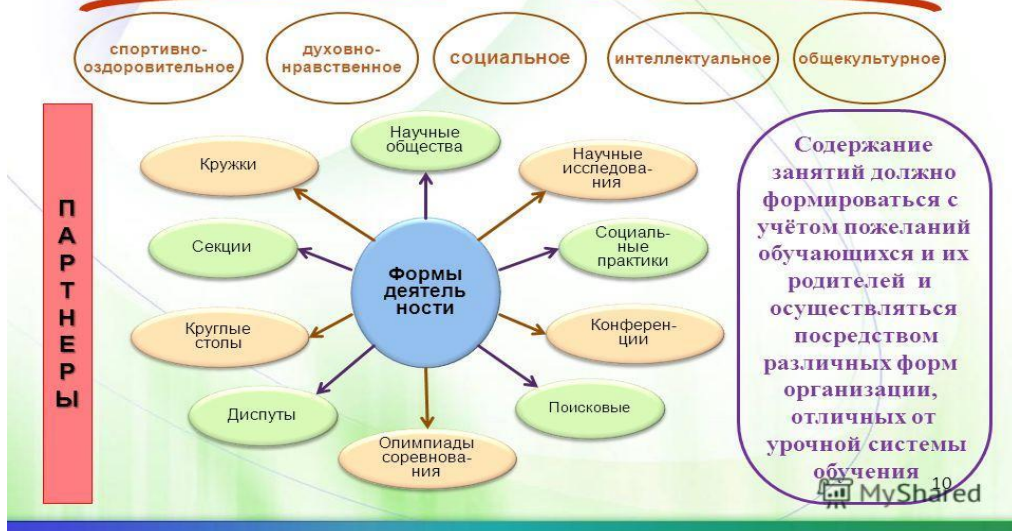 спортивно-
оздоровительное
духовно-
нравственное
социальное
интеллектуальное
общекультурное
ПАРТНЕРЫ
Научные
общества
Кружки
Научные
исследова-
ния
Секции
Социаль-
ные
практики
Формы
деятель
ности
Круглые
столы
Конферен-
ции
Диспуты
Поисковые
Олимпиады
соревнова-
ния
Содержание
занятий должно
формироваться с
учётом пожеланий
обучающихся и их
родителей и
осуществляться
посредством
различных форм
организации,
отличных от
урочной системы
обучения
10
MyShared